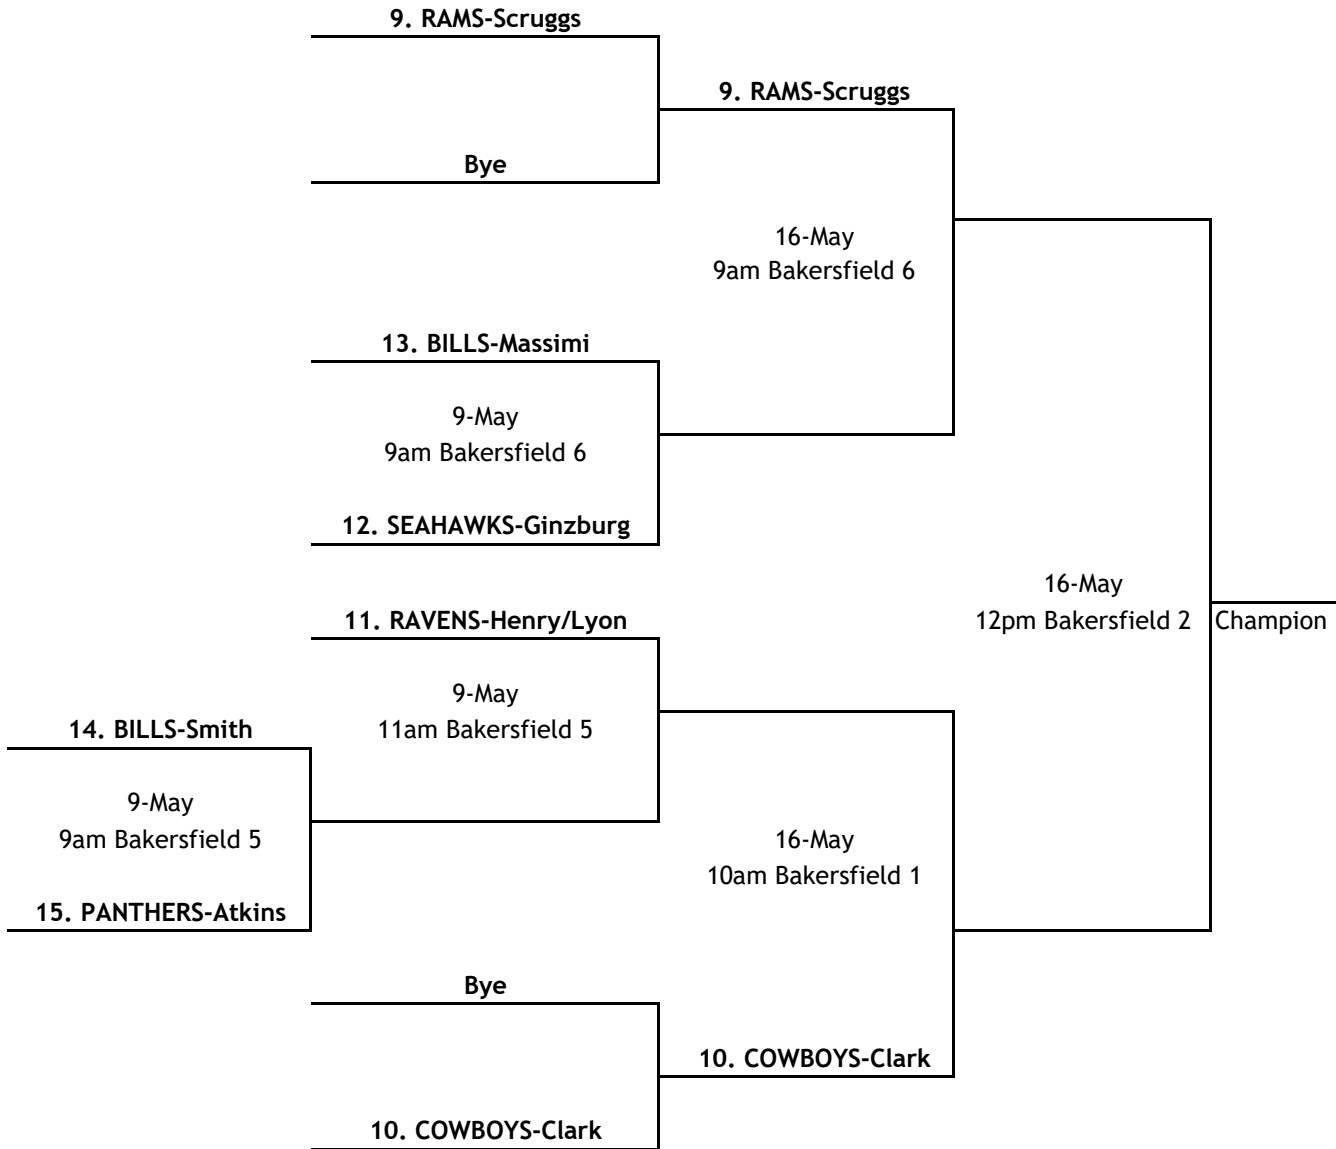 9. RAMS-Scruggs
9. RAMS-Scruggs
Bye
16-May
9am Bakersfield 6
13. BILLS-Massimi
9-May
9am Bakersfield 6
12. SEAHAWKS-Ginzburg
16-May
12pm Bakersfield 2
Champion
11. RAVENS-Henry/Lyon
9-May
11am Bakersfield 5
14. BILLS-Smith
9-May
9am Bakersfield 5
16-May
10am Bakersfield 1
15. PANTHERS-Atkins
Bye
10. COWBOYS-Clark
10. COWBOYS-Clark